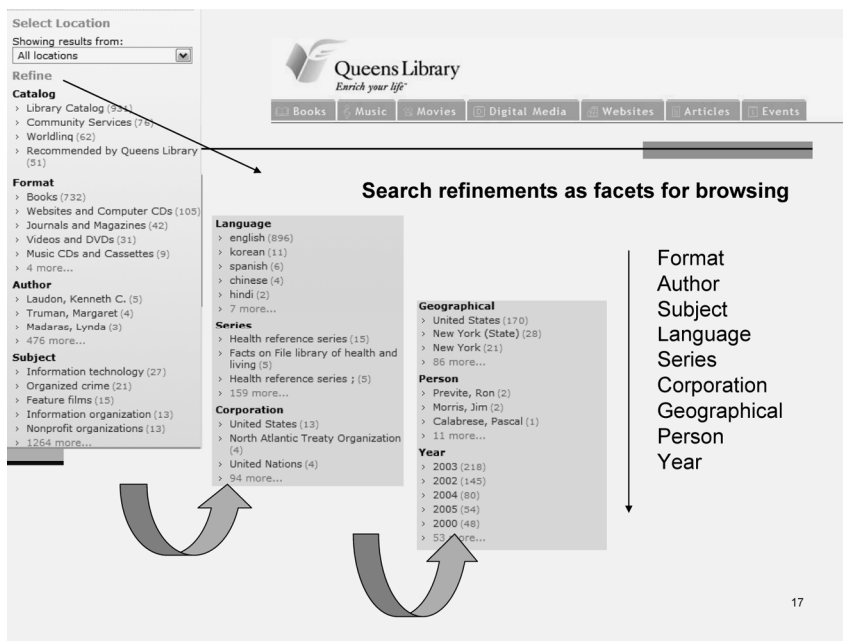 Select Location
Showing results from:
All locations
Refine
Catalog
> Library Catalog (931)
> Community Services (76)
> Worldlinq (62)
> Recommended by Queens Library
(51)
Format
> Books (732)
> Websites and Computer CDs (105)
> Journals and Magazines (42)
> Videos and DVDs (31)
> Music CDs and Cassettes (9)
> 4 more...
Author
> Laudon, Kenneth C. (5)
> Truman, Margaret (4)
> Madaras, Lynda (3)
> 476 more...
Subject
> Information technology (27)
> Organized crime (21)
> Feature films (15)
> Information organization (13)
> Nonprofit organizations (13)
> 1264 more...
Queens Library
Enrich your life
Books Music Movies Digital Media Websites Articles Events
Search refinements as facets for browsing
Language
> english (896)
> korean (11)
> spanish (6)
> chinese (4)
> hindi (2)
> 7 more...
Series
> Health reference series (15)
> Facts on File library of health and
living (5)
> Health reference series ; (5)
> 159 more...
Corporation
> United States (13)
> North Atlantic Treaty Organization
(4)
> United Nations (4)
> 94 more...
Geographical
> United States (170)
> New York (State) (28)
> New York (21)
> 86 more...
Person
> Previte, Ron (2)
> Morris, Jim (2)
> Calabrese, Pascal (1)
> 11 more...
Year
> 2003 (218)
> 2002 (145)
> 2004 (80)
> 2005 (54)
> 2000 (48)
> 53 more...
Format
Author
Subject
Language
Series
Corporation
Geographical
Person
Year
17